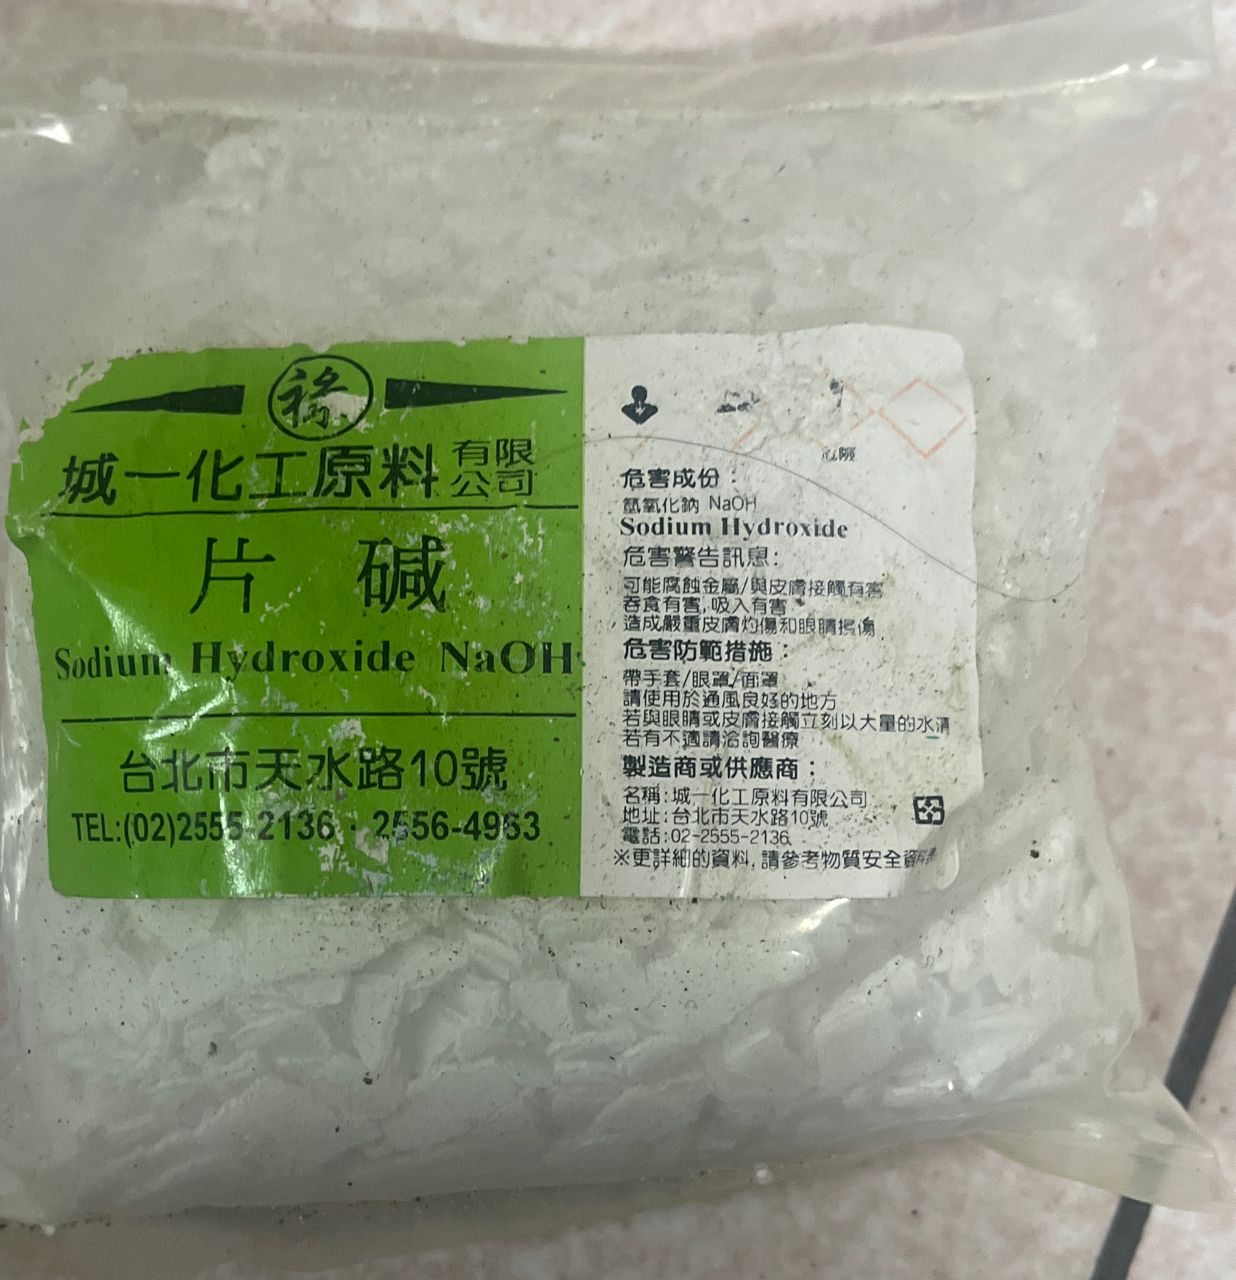 城一化工原料有限公司
片碱
Sodium Hydroxide NaOH
台北市天水路10號
TEL:(02)2555-2136．2556-4963
危險
危害成份：
氫氧化鈉 NaOH
Sodium Hydroxide
危害警告訊息：
可能腐蝕金屬/與皮膚接觸有害
吞食有害,吸入有害
造成嚴重皮膚灼傷和眼睛損傷
危害防範措施：
帶手套/眼罩/面罩
請使用於通風良好的地方
若與眼睛或皮膚接觸立刻以大量的水清
若有不適請洽詢醫療
製造商或供應商：
名稱:城一化工原料有限公司
地址:台北市天水路10號
電話:02-2555-2136
※更詳細的資料,請參考物質安全資料